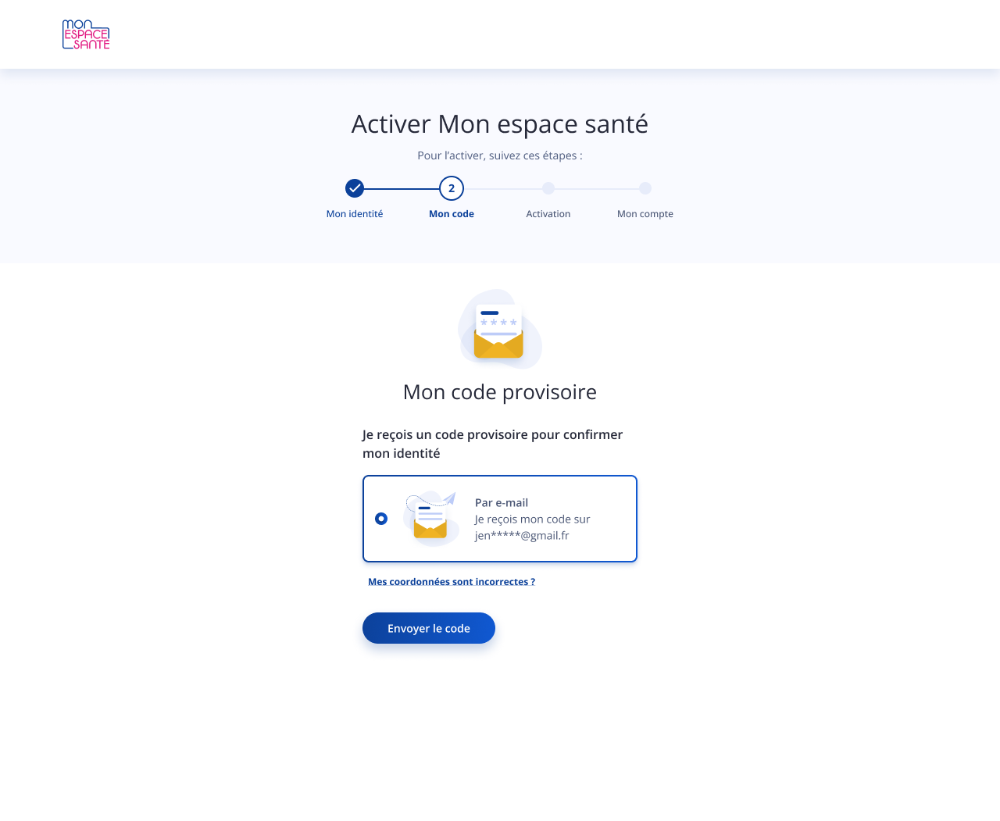 mon
ESPACE
SANTÉ
Activer Mon espace santé
Pour l'activer, suivez ces étapes :
2
Mon identité
Mon code
Activation
Mon compte
****
Mon code provisoire
Je reçois un code provisoire pour confirmer
mon identité
Par e-mail
Je reçois mon code sur
jen*****@gmail.fr
Mes coordonnées sont incorrectes ?
Envoyer le code